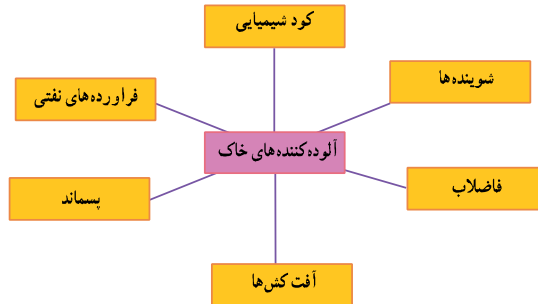 کود شیمیایی
شوینده‌ها
فراورده‌های نفتی
آلوده‌کننده‌های خاک
فاضلاب
پسماند
آفت کش‌ها